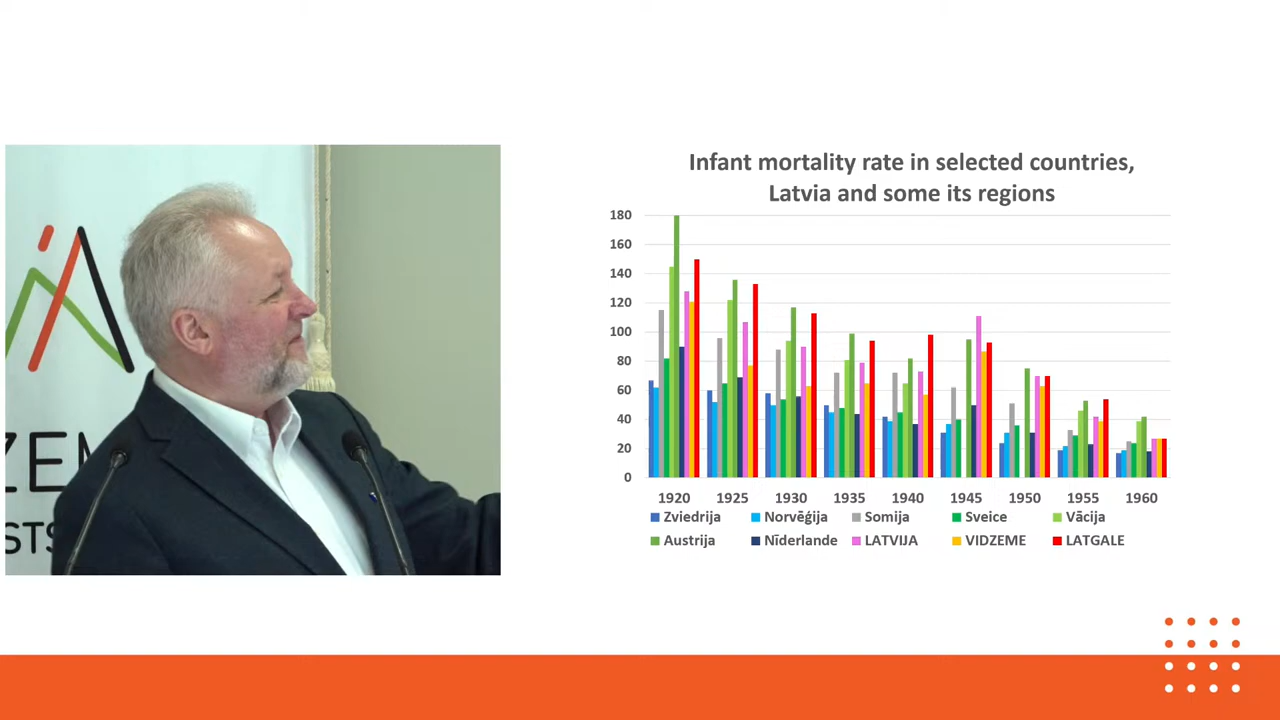 ZEM
STS
Infant mortality rate in selected countries,
Latvia and some its regions
180
160
140
120
100
80
60
40
20
0
1920 1925 1930 1935 1940 1945 1950 1955 1960
Zviedrija Norvēģija Somija Sveice Vācija
Austrija Nīderlande LATVIJA VIDZEME LATGALE